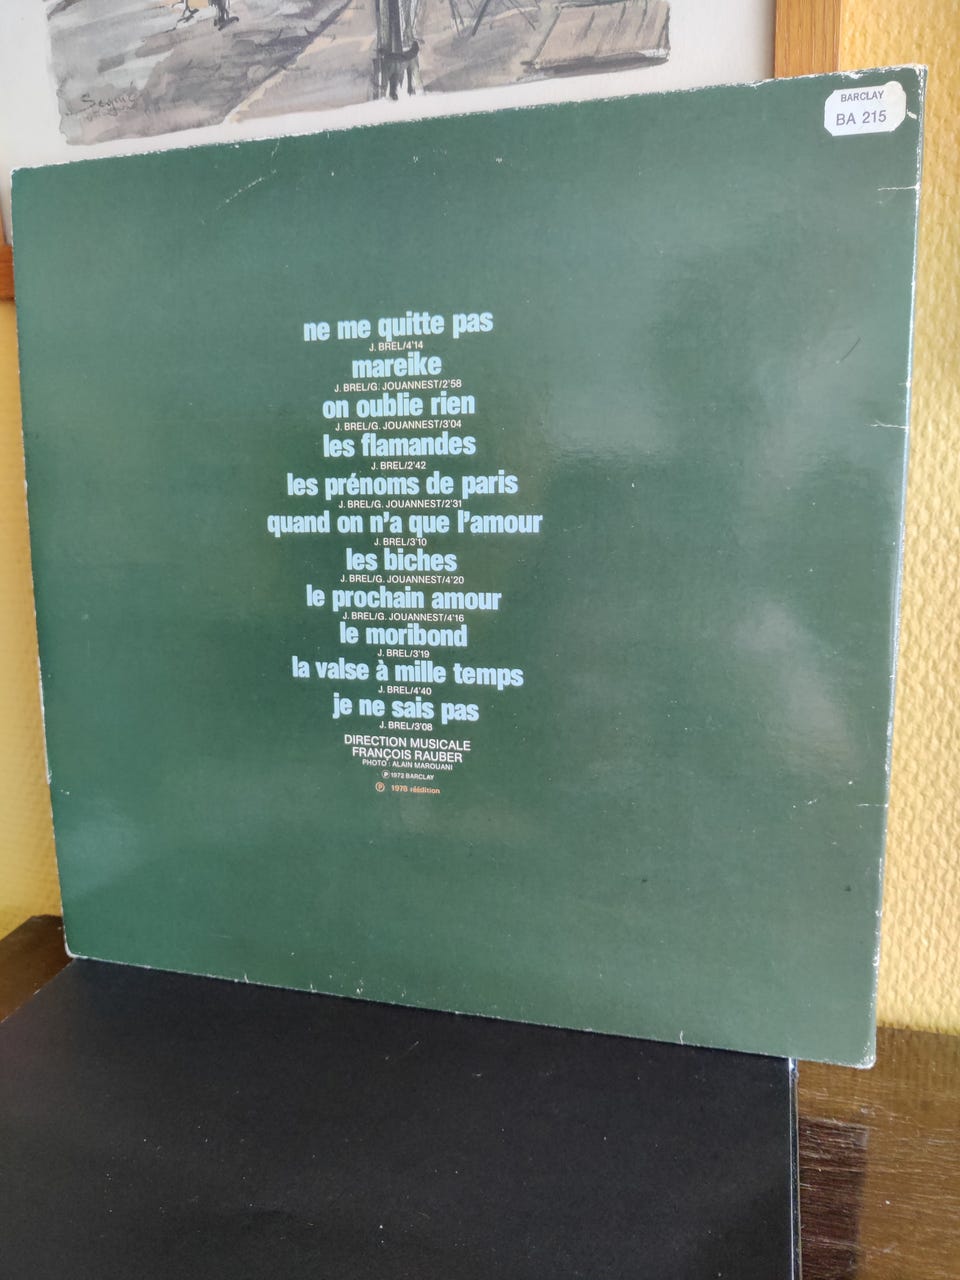 BARCLAY
BA 215
ne me quitte pas
J. BREL/4'14
mareike
J. BREL/G. JOUANNEST/2'58
on oublie rien
J. BREL/G. JOUANNEST/3'04
les flamandes
J. BREL/2'42
les prénoms de paris
J. BREL/G. JOUANNEST/2'31
quand on n'a que l'amour
J. BREL/3'10
les biches
J. BREL/G. JOUANNEST/4'20
le prochain amour
J. BREL/G. JOUANNEST/4'16
le moribond
J. BREL/3'19
la valse à mille temps
J. BREL/4'40
je ne sais pas
J. BREL/3'08
DIRECTION MUSICALE
FRANÇOIS RAUBER
PHOTO : ALAIN MAROUANI
Ⓟ 1972 BARCLAY
Ⓟ 1978 réédition